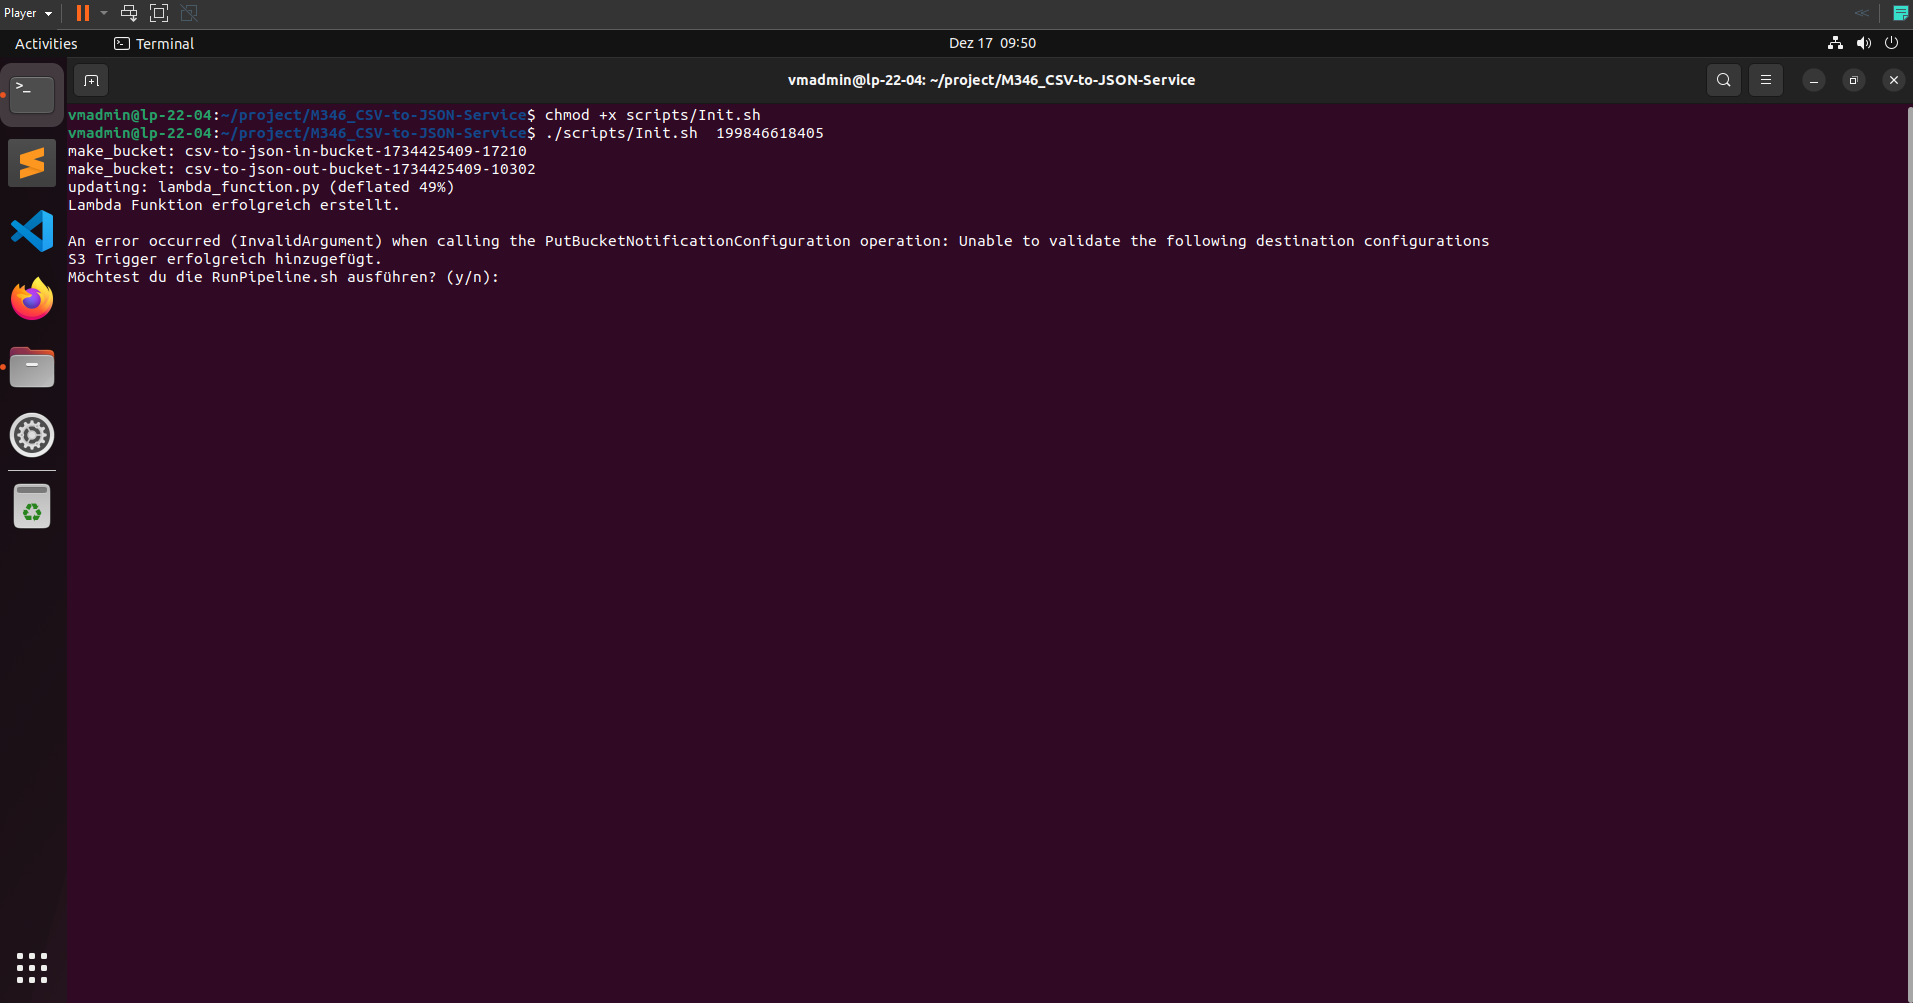 Player
Activities
Terminal
Dez 17 09:50
vmadmin@lp-22-04: ~/project/M346_CSV-to-JSON-Service
vmadmin@lp-22-04:~/project/M346_CSV-to-JSON-Service$ chmod +x scripts/Init.sh
vmadmin@lp-22-04:~/project/M346_CSV-to-JSON-Service$ ./scripts/Init.sh  199846618405
make_bucket: csv-to-json-in-bucket-1734425409-17210
make_bucket: csv-to-json-out-bucket-1734425409-10302
updating: lambda_function.py (deflated 49%)
Lambda Funktion erfolgreich erstellt.
An error occurred (InvalidArgument) when calling the PutBucketNotificationConfiguration operation: Unable to validate the following destination configurations
S3 Trigger erfolgreich hinzugefügt.
Möchtest du die RunPipeline.sh ausführen? (y/n):